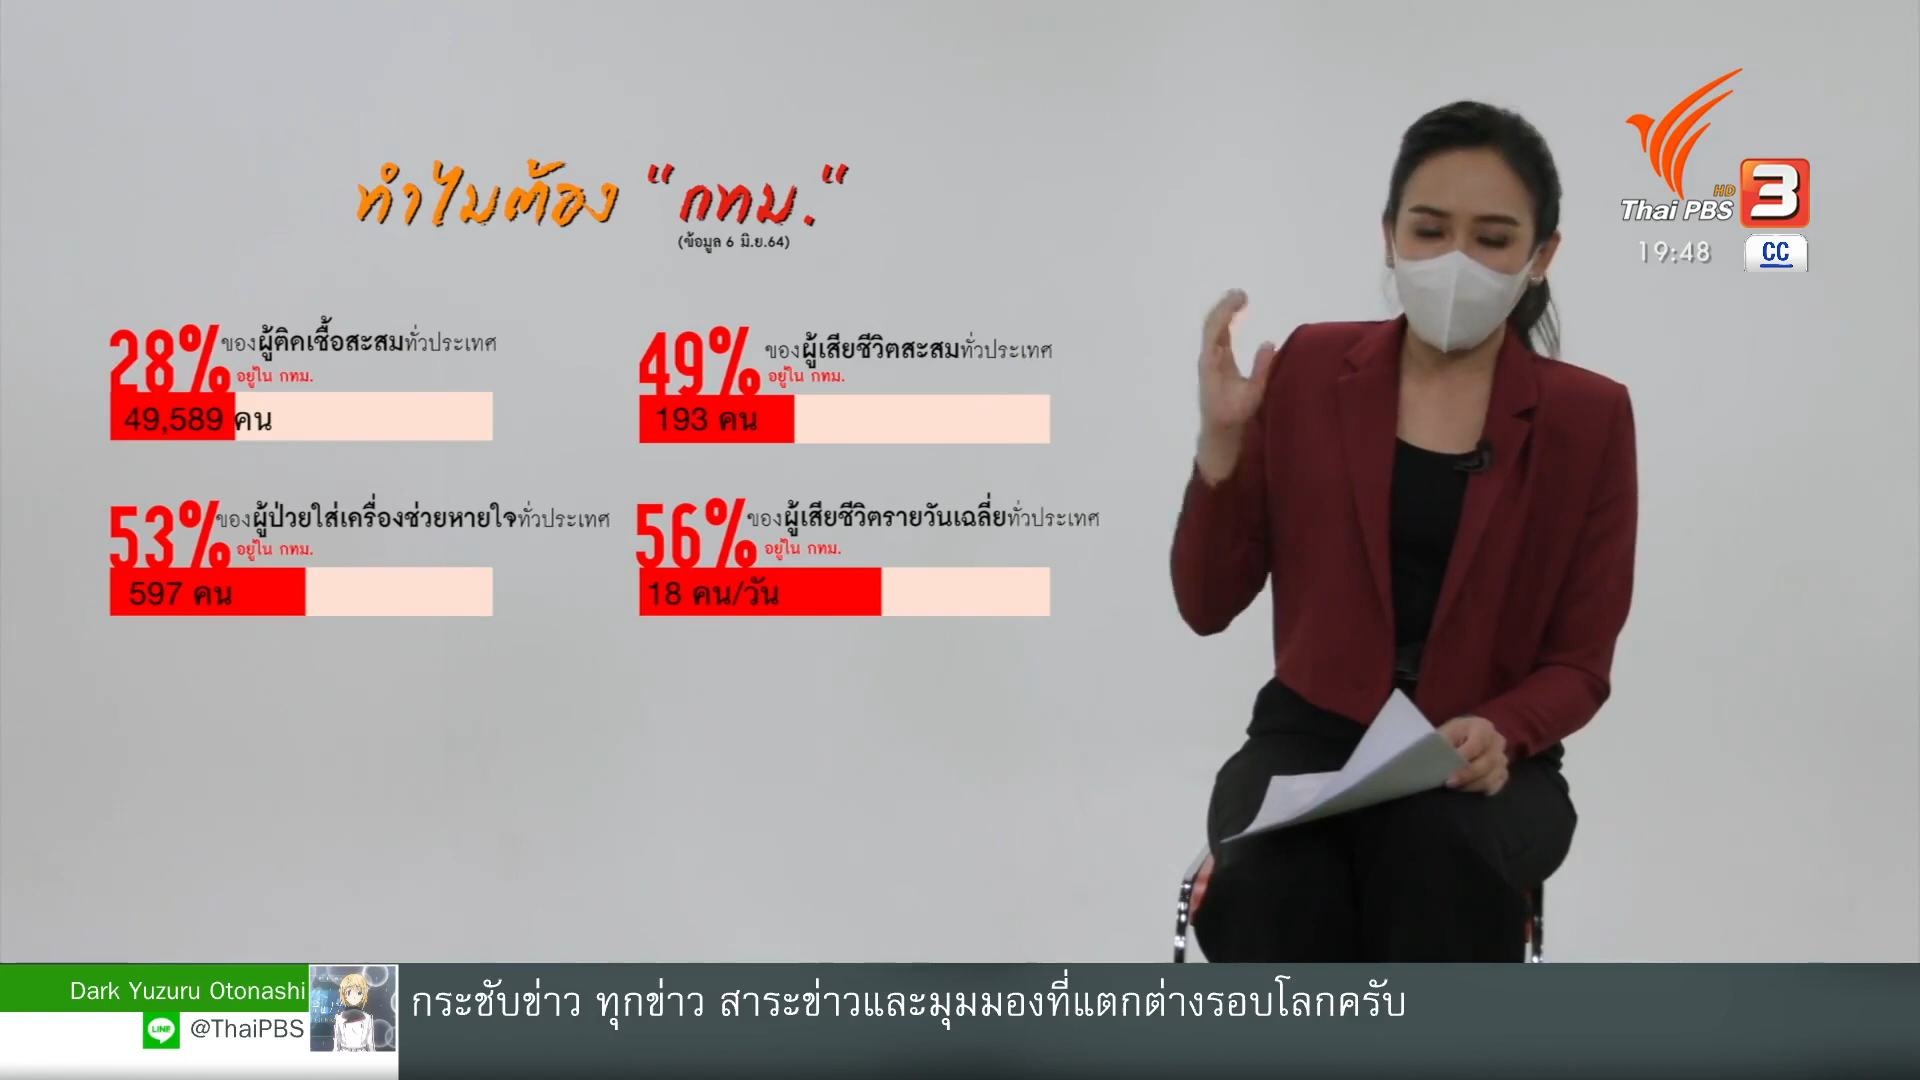 ทำไมต้อง "กทม."
(ข้อมูล 6 มิ.ย.64)
28% ของผู้ติดเชื้อสะสมทั่วประเทศ
อยู่ใน กทม.
49,589 คน
49% ของผู้เสียชีวิตสะสมทั่วประเทศ
อยู่ใน กทม.
193 คน
53% ของผู้ป่วยใส่เครื่องช่วยหายใจทั่วประเทศ
อยู่ใน กทม.
597 คน
56% ของผู้เสียชีวิตรายวันเฉลี่ยทั่วประเทศ
อยู่ใน กทม.
18 คน/วัน
Thai PBS HD 3
19:48 CC
Dark Yuzuru Otonashi
LINE @ThaiPBS
กระชับข่าว ทุกข่าว สาระข่าวและมุมมองที่แตกต่างรอบโลกครับ